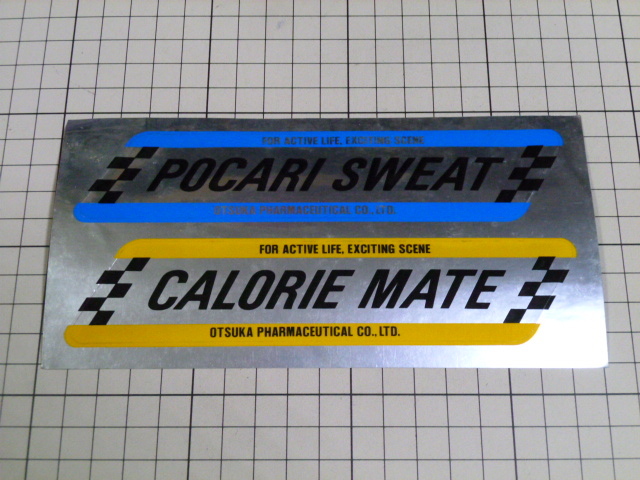 FOR ACTIVE LIFE, EXCITING SCENE
POCARI SWEAT
OTSUKA PHARMACEUTICAL CO., LTD.
FOR ACTIVE LIFE, EXCITING SCENE
CALORIE MATE
OTSUKA PHARMACEUTICAL CO., LTD.